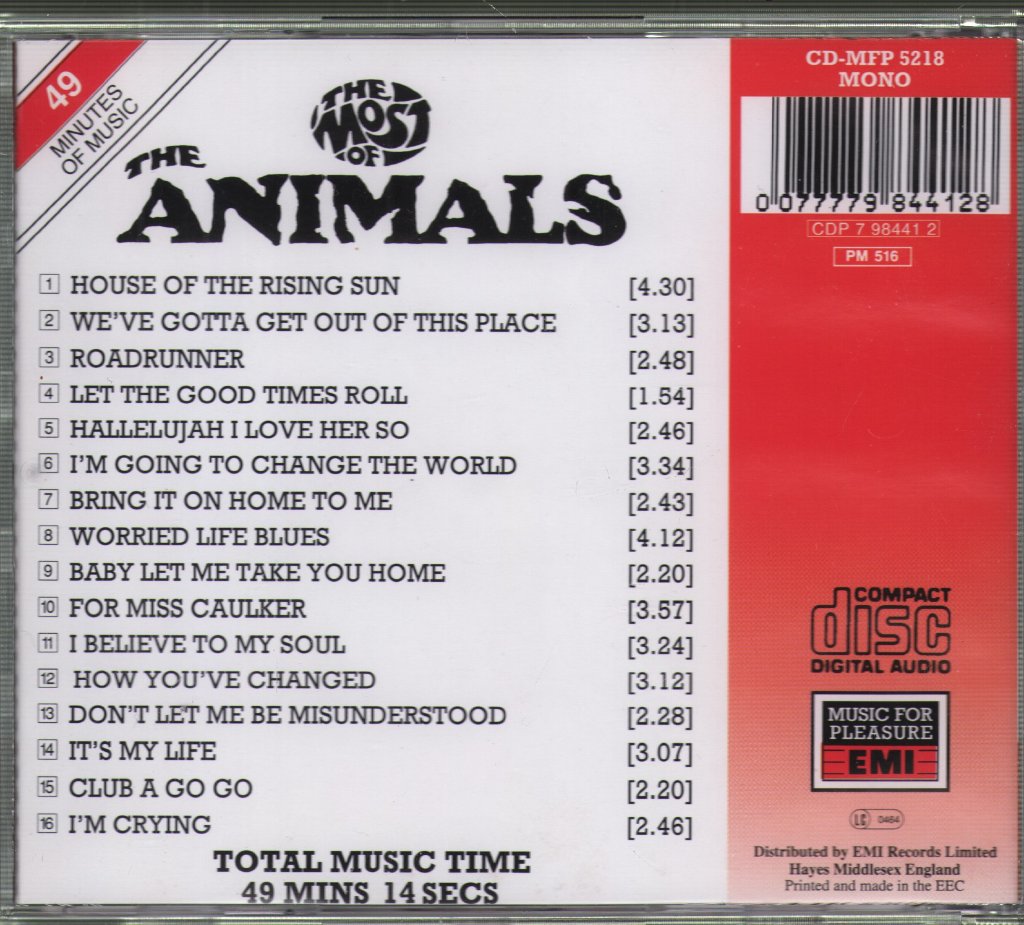 49
MINUTES
OF MUSIC
THE
MOST
OF
THE
ANIMALS
1 HOUSE OF THE RISING SUN [4.30]
2 WE'VE GOTTA GET OUT OF THIS PLACE [3.13]
3 ROADRUNNER [2.48]
4 LET THE GOOD TIMES ROLL [1.54]
5 HALLELUJAH I LOVE HER SO [2.46]
6 I'M GOING TO CHANGE THE WORLD [3.34]
7 BRING IT ON HOME TO ME [2.43]
8 WORRIED LIFE BLUES [4.12]
9 BABY LET ME TAKE YOU HOME [2.20]
10 FOR MISS CAULKER [3.57]
11 I BELIEVE TO MY SOUL [3.24]
12 HOW YOU'VE CHANGED [3.12]
13 DON'T LET ME BE MISUNDERSTOOD [2.28]
14 IT'S MY LIFE [3.07]
15 CLUB A GO GO [2.20]
16 I'M CRYING [2.46]
TOTAL MUSIC TIME
49 MINS 14 SECS
CD-MFP 5218
MONO
0 077779 844128
CDP 7 98441 2
PM 516
COMPACT
disc
DIGITAL AUDIO
MUSIC FOR
PLEASURE
EMI
LC 0464
Distributed by EMI Records Limited
Hayes Middlesex England
Printed and made in the EEC